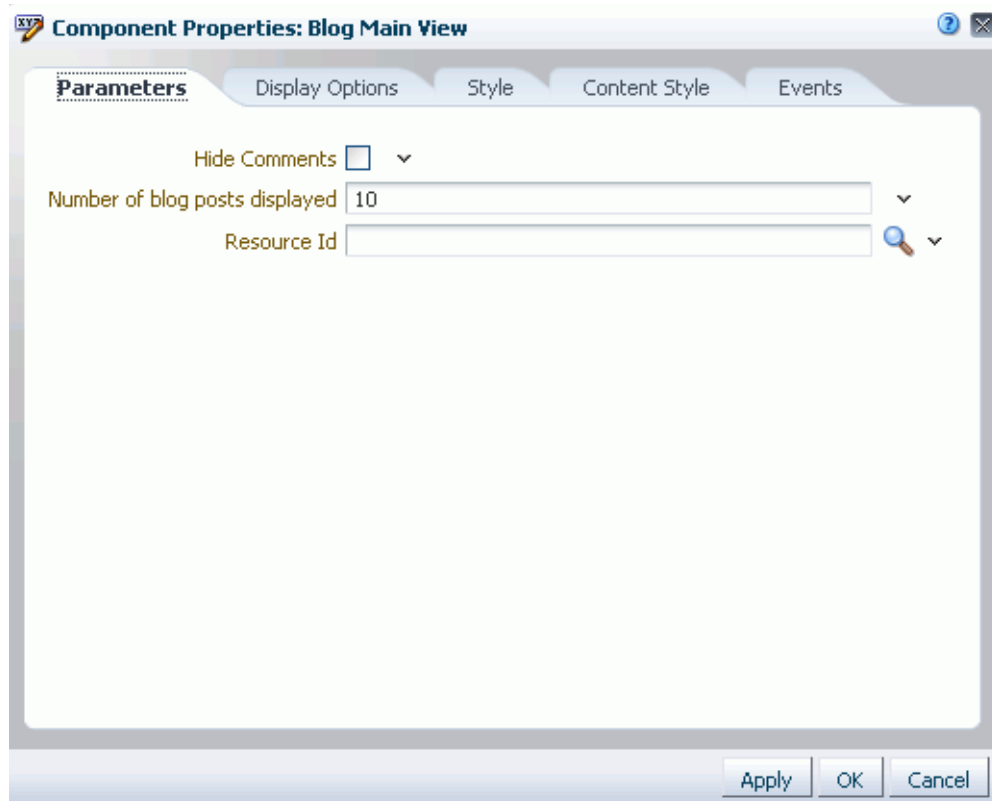 Component Properties: Blog Main View
Parameters Display Options Style Content Style Events
Hide Comments
Number of blog posts displayed 10
Resource Id
Apply OK Cancel